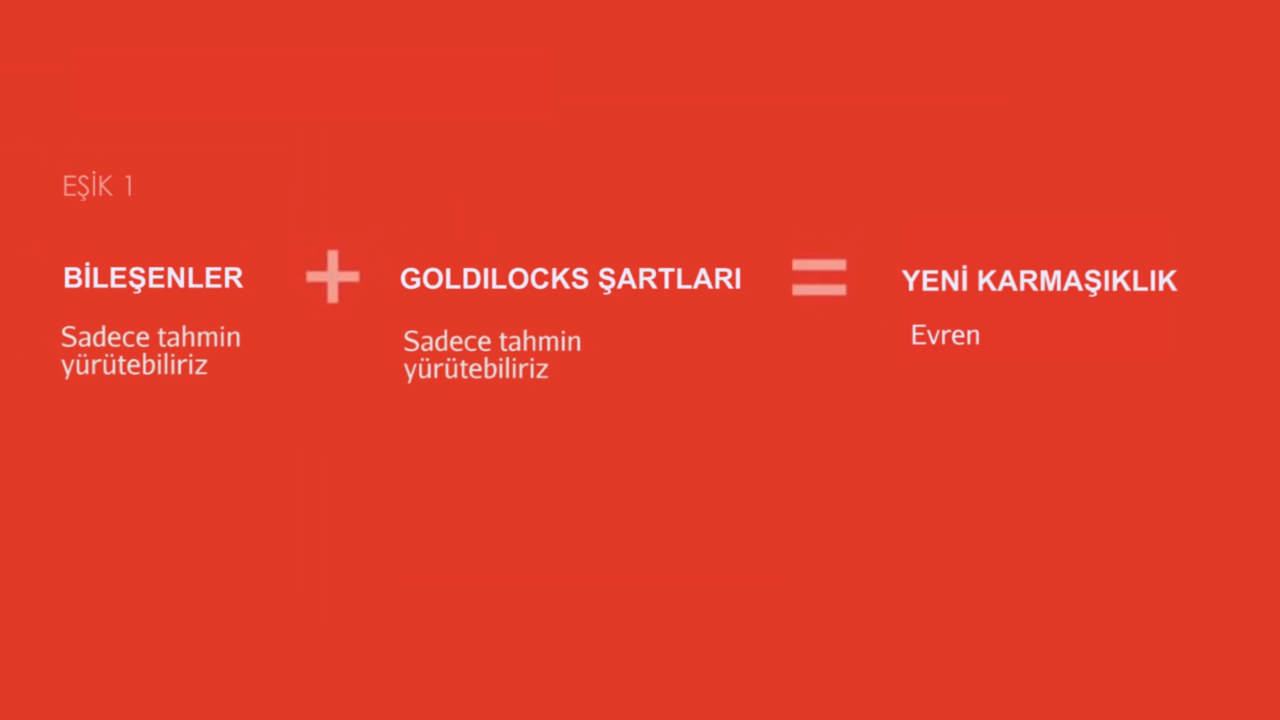 EŞİK 1
BİLEŞENLER + GOLDILOCKS ŞARTLARI = YENİ KARMAŞIKLIK
Sadece tahmin
yürütebiliriz
Sadece tahmin
yürütebiliriz
Evren